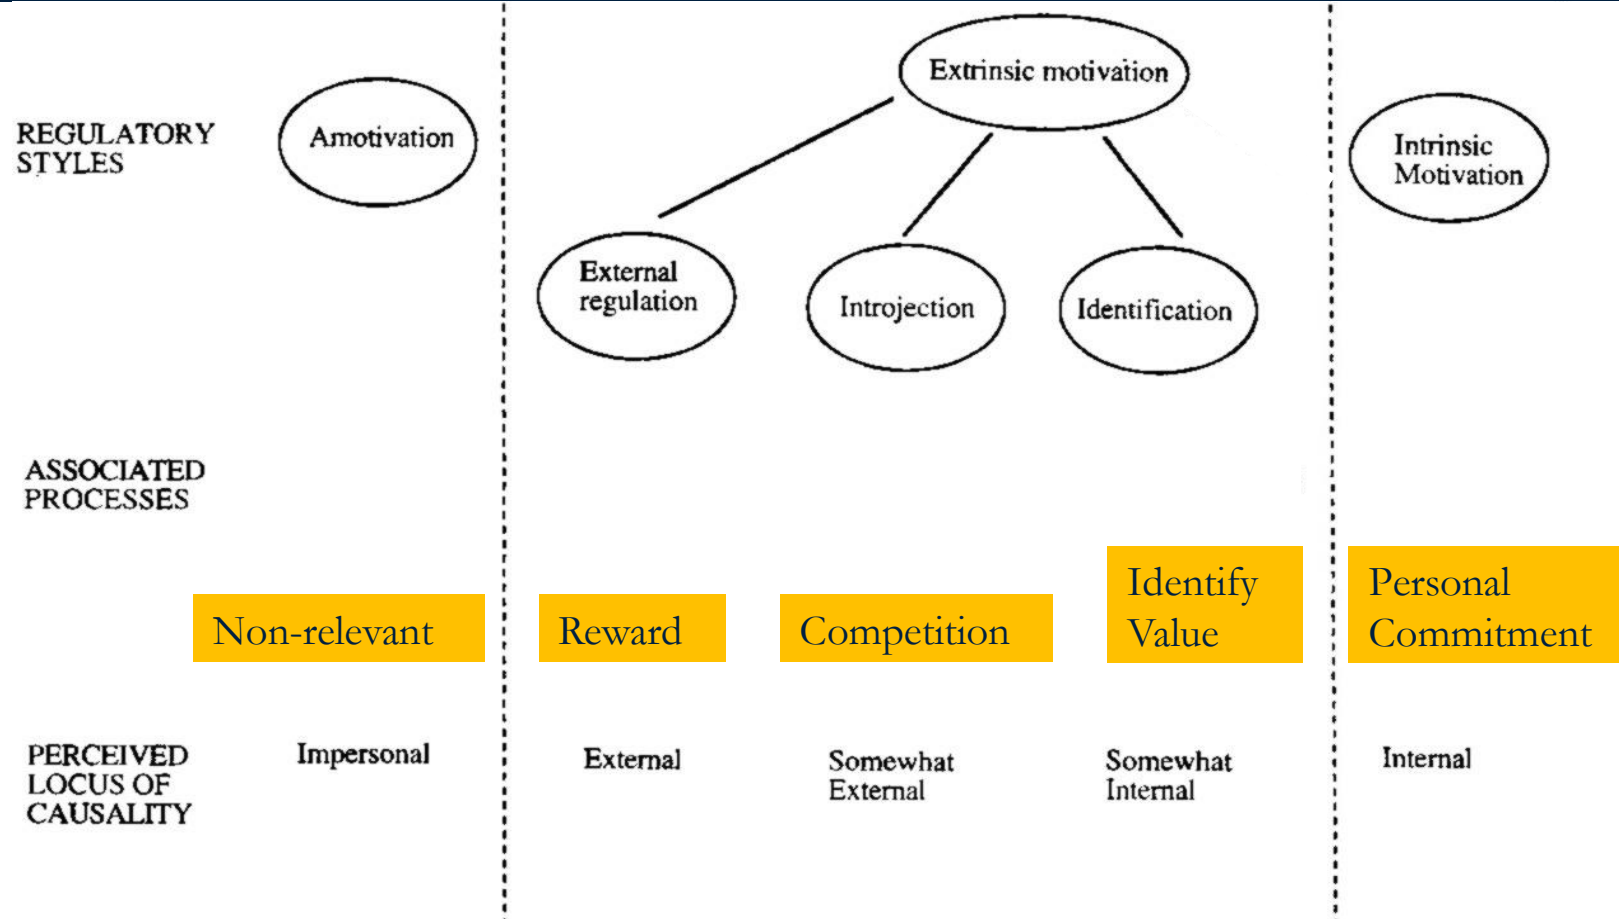 Extrinsic motivation
REGULATORY
STYLES
Amotivation
Intrinsic
Motivation
External
regulation
Introjection
Identification
ASSOCIATED
PROCESSES
Non-relevant
Reward
Competition
Identify
Value
Personal
Commitment
PERCEIVED
LOCUS OF
CAUSALITY
Impersonal
External
Somewhat
External
Somewhat
Internal
Internal